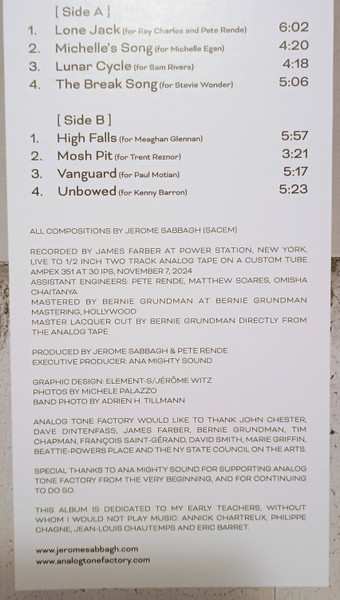 [ Side A ]
1. Lone Jack (for Ray Charles and Pete Rende) 6:02
2. Michelle's Song (for Michelle Egan) 4:20
3. Lunar Cycle (for Sam Rivers) 4:18
4. The Break Song (for Stevie Wonder) 5:06
[ Side B ]
1. High Falls (for Meaghan Glennan) 5:57
2. Mosh Pit (for Trent Reznor) 3:21
3. Vanguard (for Paul Motian) 5:17
4. Unbowed (for Kenny Barron) 5:23
ALL COMPOSITIONS BY JEROME SABBAGH (SACEM)
RECORDED BY JAMES FARBER AT POWER STATION, NEW YORK,
LIVE TO 1/2 INCH TWO TRACK ANALOG TAPE ON A CUSTOM TUBE
AMPEX 351 AT 30 IPS, NOVEMBER 7, 2024
ASSISTANT ENGINEERS: PETE RENDE, MATTHEW SOARES, OMISHA
CHAITANYA
MASTERED BY BERNIE GRUNDMAN AT BERNIE GRUNDMAN
MASTERING, HOLLYWOOD
MASTER LACQUER CUT BY BERNIE GRUNDMAN DIRECTLY FROM
THE ANALOG TAPE
PRODUCED BY JEROME SABBAGH & PETE RENDE
EXECUTIVE PRODUCER: ANA MIGHTY SOUND
GRAPHIC DESIGN: ELEMENT-S/JÉRÔME WITZ
PHOTOS BY MICHELE PALAZZO
BAND PHOTO BY ADRIEN H. TILLMANN
ANALOG TONE FACTORY WOULD LIKE TO THANK JOHN CHESTER,
DAVE DINTENFASS, JAMES FARBER, BERNIE GRUNDMAN, TIM
CHAPMAN, FRANÇOIS SAINT-GÉRAND, DAVID SMITH, MARIE GRIFFIN,
BEATTIE-POWERS PLACE AND THE NY STATE COUNCIL ON THE ARTS.
SPECIAL THANKS TO ANA MIGHTY SOUND FOR SUPPORTING ANALOG
TONE FACTORY FROM THE VERY BEGINNING, AND FOR CONTINUING
TO DO SO.
THIS ALBUM IS DEDICATED TO MY EARLY TEACHERS, WITHOUT
WHOM I WOULD NOT PLAY MUSIC: ANNICK CHARTREUX, PHILIPPE
CHAGNE, JEAN-LOUIS CHAUTEMPS AND ERIC BARRET.
www.jeromesabbagh.com
www.analogtonefactory.com